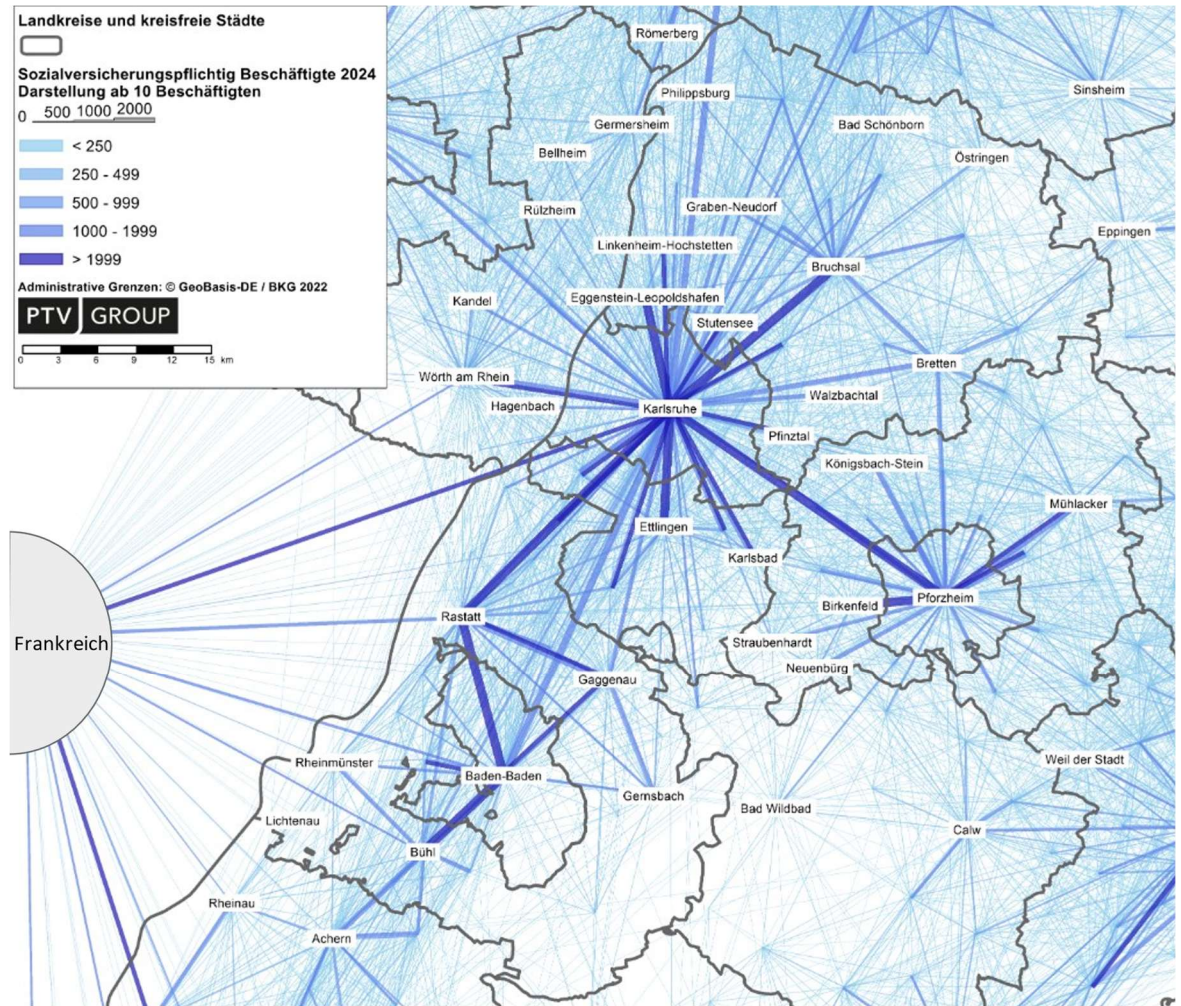 Landkreise und kreisfreie Städte
Sozialversicherungspflichtig Beschäftigte 2024
Darstellung ab 10 Beschäftigten
0 500 1000 2000
< 250
250 - 499
500 - 999
1000 - 1999
> 1999
Administrative Grenzen: © GeoBasis-DE / BKG 2022
PTV GROUP
0 3 6 9 12 15 km
Römerberg
Philippsburg
Sinsheim
Germersheim
Bad Schönborn
Bellheim
Östringen
Rülzheim
Graben-Neudorf
Eppingen
Linkenheim-Hochstetten
Bruchsal
Kandel
Eggenstein-Leopoldshafen
Stutensee
Bretten
Wörth am Rhein
Walzbachtal
Hagenbach
Karlsruhe
Pfinztal
Königsbach-Stein
Mühlacker
Ettlingen
Karlsbad
Pforzheim
Birkenfeld
Rastatt
Frankreich
Straubenhardt
Neuenbürg
Gaggenau
Rheinmünster
Weil der Stadt
Baden-Baden
Gernsbach
Bad Wildbad
Lichtenau
Calw
Bühl
Rheinau
Achern